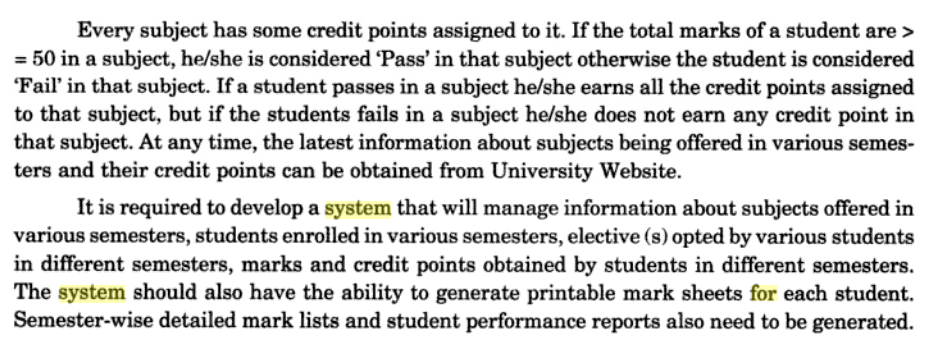 Every subject has some credit points assigned to it. If the total marks of a student are >
= 50 in a subject, he/she is considered ‘Pass’ in that subject otherwise the student is considered
‘Fail’ in that subject. If a student passes in a subject he/she earns all the credit points assigned
to that subject, but if the students fails in a subject he/she does not earn any credit point in
that subject. At any time, the latest information about subjects being offered in various semes-
ters and their credit points can be obtained from University Website.
It is required to develop a system that will manage information about subjects offered in
various semesters, students enrolled in various semesters, elective (s) opted by various students
in different semesters, marks and credit points obtained by students in different semesters.
The system should also have the ability to generate printable mark sheets for each student.
Semester-wise detailed mark lists and student performance reports also need to be generated.